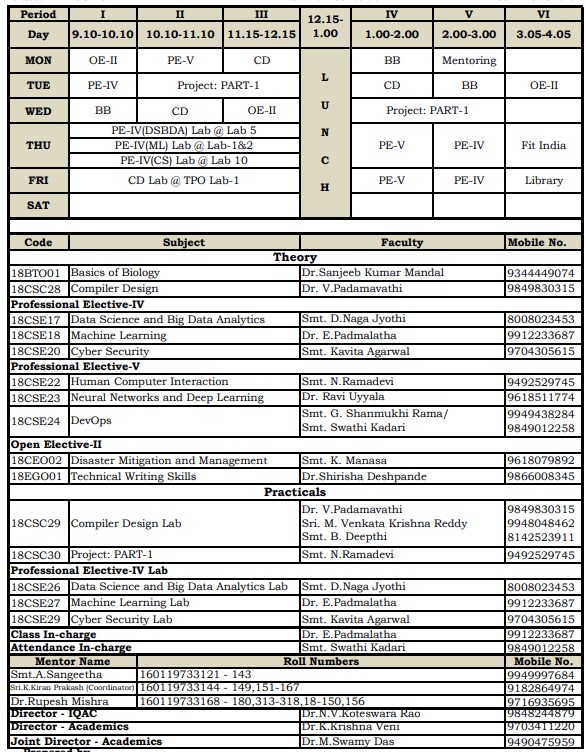 Period I II III 12.15-1.00 IV V VI
Day 9.10-10.10 10.10-11.10 11.15-12.15 1.00-2.00 2.00-3.00 3.05-4.05
MON OE-II PE-V CD BB Mentoring
TUE PE-IV Project: PART-1 CD BB OE-II
WED BB CD OE-II Project: PART-1
THU PE-IV(DSBDA) Lab @ Lab 5
PE-IV(ML) Lab @ Lab-1&2 PE-V PE-IV Fit India
PE-IV(CS) Lab @ Lab 10
FRI CD Lab @ TPO Lab-1 PE-V PE-IV Library
SAT
L
U
N
C
H
Code Subject Faculty Mobile No.
Theory
18BTO01 Basics of Biology Dr.Sanjeeb Kumar Mandal 9344449074
18CSC28 Compiler Design Dr. V.Padamavathi 9849830315
Professional Elective-IV
18CSE17 Data Science and Big Data Analytics Smt. D.Naga Jyothi 8008023453
18CSE18 Machine Learning Dr. E.Padmalatha 9912233687
18CSE20 Cyber Security Smt. Kavita Agarwal 9704305615
Professional Elective-V
18CSE22 Human Computer Interaction Smt. N.Ramadevi 9492529745
18CSE23 Neural Networks and Deep Learning Dr. Ravi Uyyala 9618511774
18CSE24 DevOps Smt. G. Shanmukhi Rama/ 9949438284
Smt. Swathi Kadari 9849012258
Open Elective-II
18CEO02 Disaster Mitigation and Management Smt. K. Manasa 9618079892
18EGO01 Technical Writing Skills Dr.Shirisha Deshpande 9866008345
Practicals
18CSC29 Compiler Design Lab Dr. V.Padamavathi 9849830315
Sri. M. Venkata Krishna Reddy 9948048462
Smt. B. Deepthi 8142523911
18CSC30 Project: PART-1 Smt. N.Ramadevi 9492529745
Professional Elective-IV Lab
18CSE26 Data Science and Big Data Analytics Lab Smt. D.Naga Jyothi 8008023453
18CSE27 Machine Learning Lab Dr. E.Padmalatha 9912233687
18CSE29 Cyber Security Lab Smt. Kavita Agarwal 9704305615
Class In-charge Dr. E.Padmalatha 9912233687
Attendance In-charge Smt. Swathi Kadari 9849012258
Mentor Name Roll Numbers Mobile No.
Smt.A.Sangeetha 160119733121 - 143 9949997684
Sri.K.Kiran Prakash (Coordinator) 160119733144 - 149,151-167 9182864974
Dr.Rupesh Mishra 160119733168 - 180,313-318,18-150,156 9716935695
Director - IQAC Dr.N.V.Koteswara Rao 9848244879
Director - Academics Dr.K.Krishna Veni 9703411220
Joint Director - Academics Dr.M.Swamy Das 9490475959